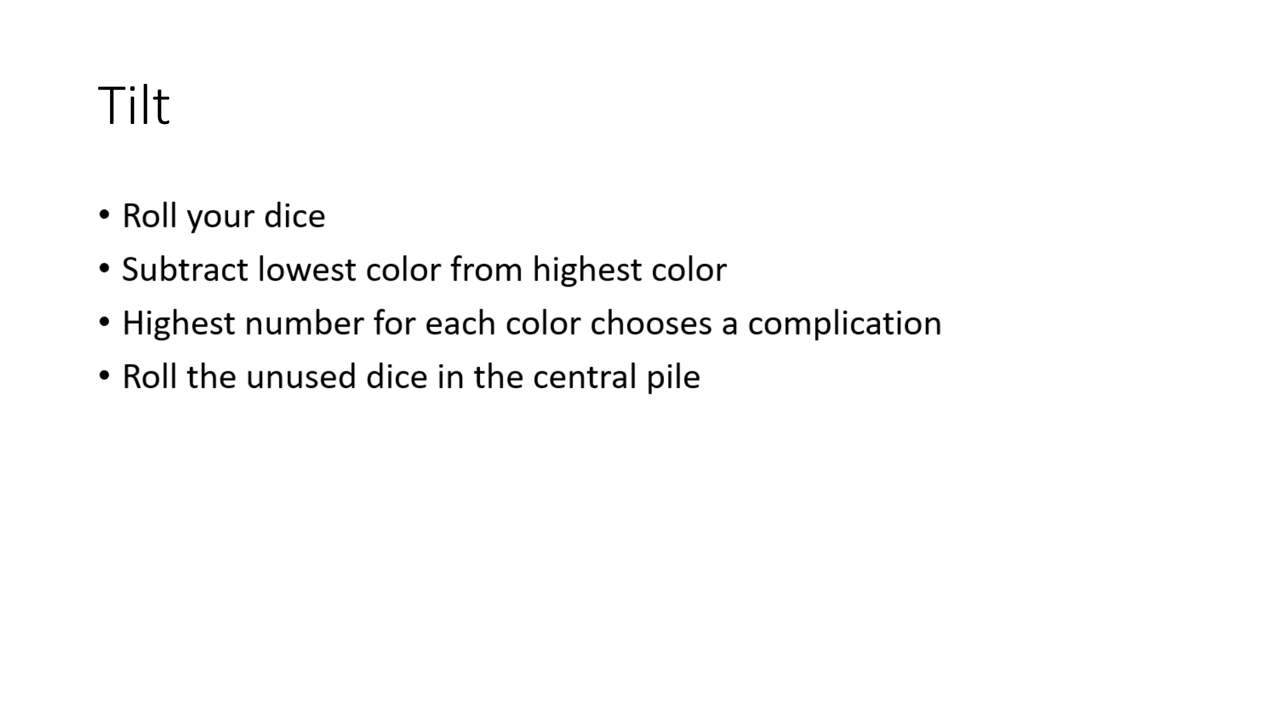 Tilt
• Roll your dice
• Subtract lowest color from highest color
• Highest number for each color chooses a complication
• Roll the unused dice in the central pile